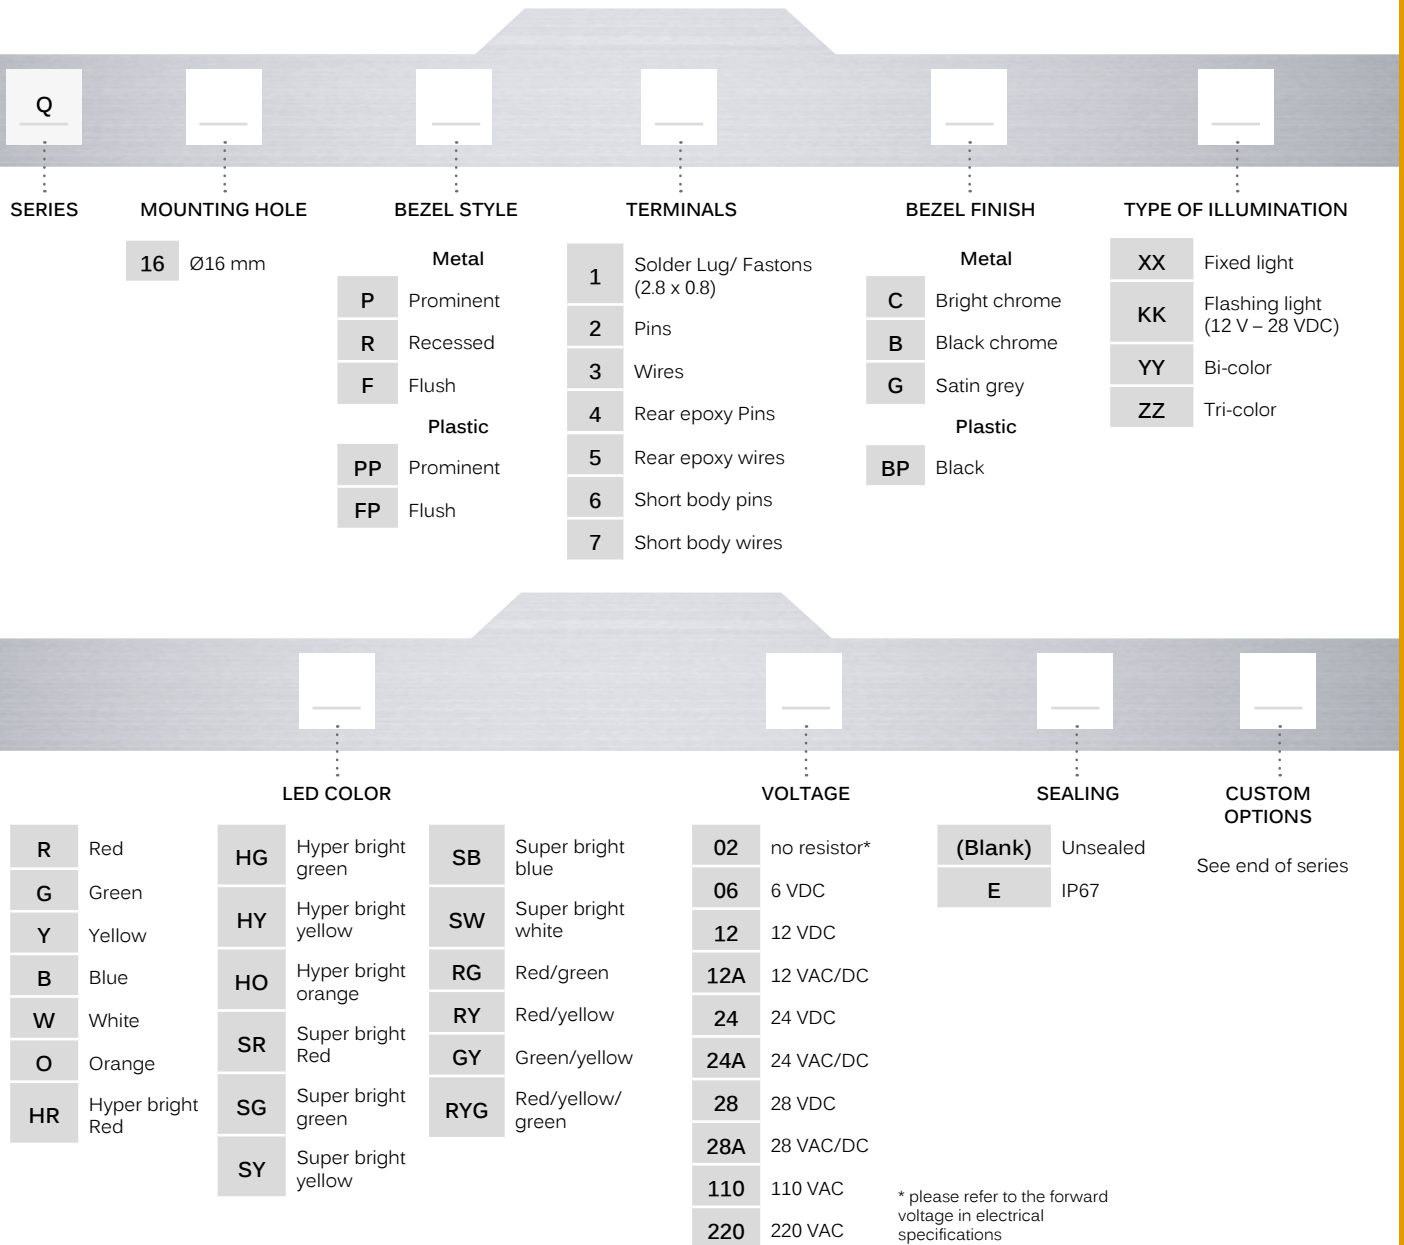 Q
SERIES
MOUNTING HOLE
16 Ø16 mm
BEZEL STYLE
Metal
P Prominent
R Recessed
F Flush
Plastic
PP Prominent
FP Flush
TERMINALS
1 Solder Lug/ Fastons
(2.8 x 0.8)
2 Pins
3 Wires
4 Rear epoxy Pins
5 Rear epoxy wires
6 Short body pins
7 Short body wires
BEZEL FINISH
Metal
C Bright chrome
B Black chrome
G Satin grey
Plastic
BP Black
TYPE OF ILLUMINATION
XX Fixed light
KK Flashing light
(12 V – 28 VDC)
YY Bi-color
ZZ Tri-color
LED COLOR
R Red
G Green
Y Yellow
B Blue
W White
O Orange
HR Hyper bright
Red
HG Hyper bright
green
HY Hyper bright
yellow
HO Hyper bright
orange
SR Super bright
Red
SG Super bright
green
SY Super bright
yellow
SB Super bright
blue
SW Super bright
white
RG Red/green
RY Red/yellow
GY Green/yellow
RYG Red/yellow/
green
VOLTAGE
02 no resistor*
06 6 VDC
12 12 VDC
12A 12 VAC/DC
24 24 VDC
24A 24 VAC/DC
28 28 VDC
28A 28 VAC/DC
110 110 VAC
220 220 VAC
SEALING
(Blank) Unsealed
E IP67
CUSTOM
OPTIONS
See end of series
* please refer to the forward
voltage in electrical
specifications